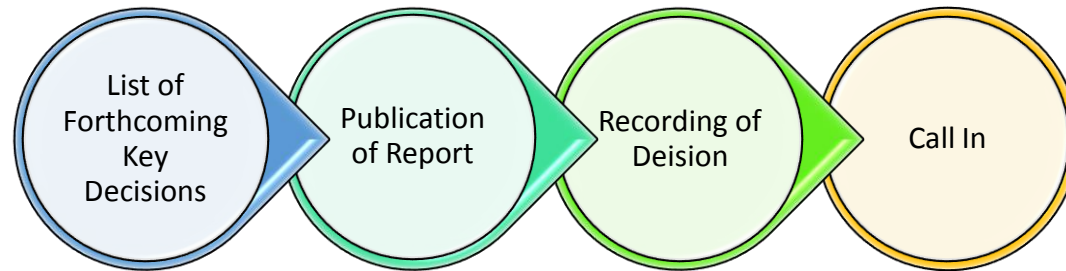 List of
Forthcoming
Key
Decisions
Publication
of Report
Recording of
Deision
Call In